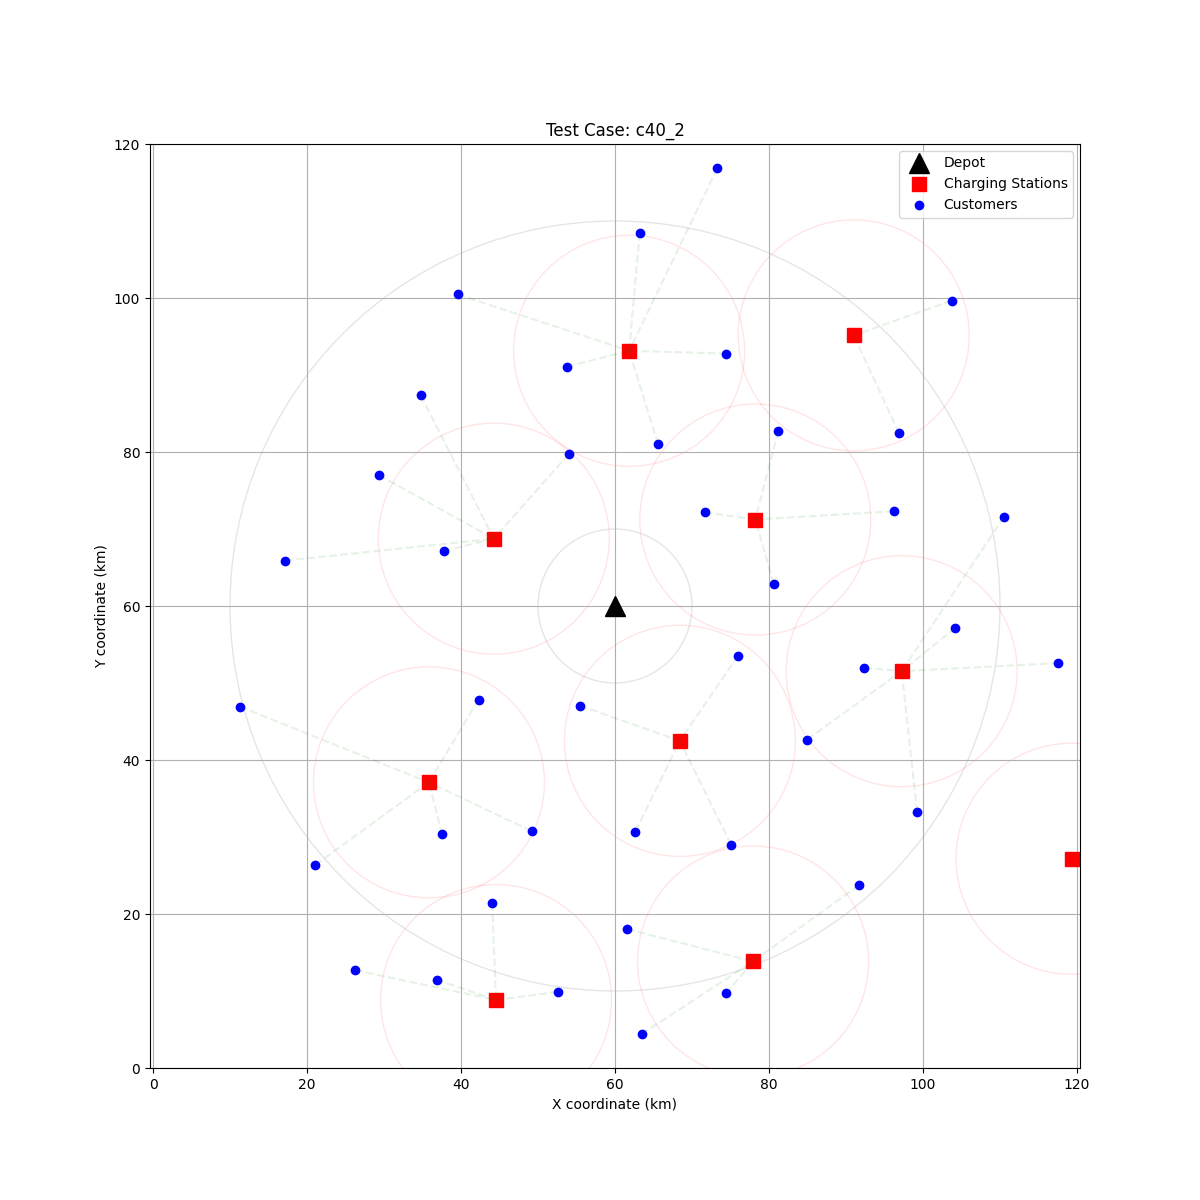 Test Case: c40_2
Depot
Charging Stations
Customers
Y coordinate (km)
120
100
80
60
40
20
0
0 20 40 60 80 100 120
X coordinate (km)